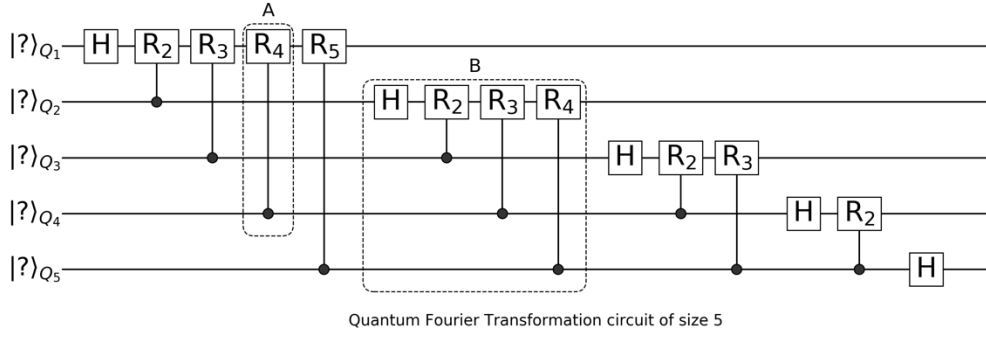 A
|?⟩Q₁ H R₂ R₃ R₄ R₅
B
|?⟩Q₂ H R₂ R₃ R₄
|?⟩Q₃ H R₂ R₃
|?⟩Q₄ H R₂
|?⟩Q₅ H
Quantum Fourier Transformation circuit of size 5